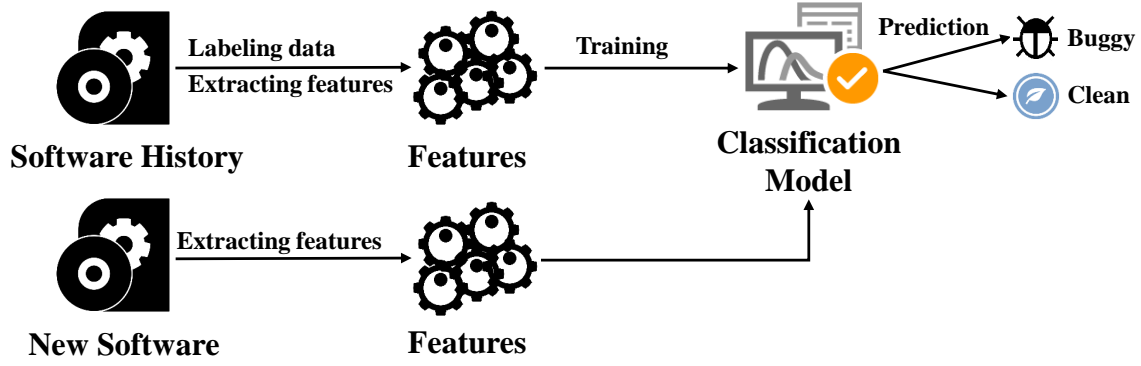 Labeling data
Extracting features
Training
Prediction
Buggy
Clean
Software History
Features
Classification
Model
Extracting features
New Software
Features